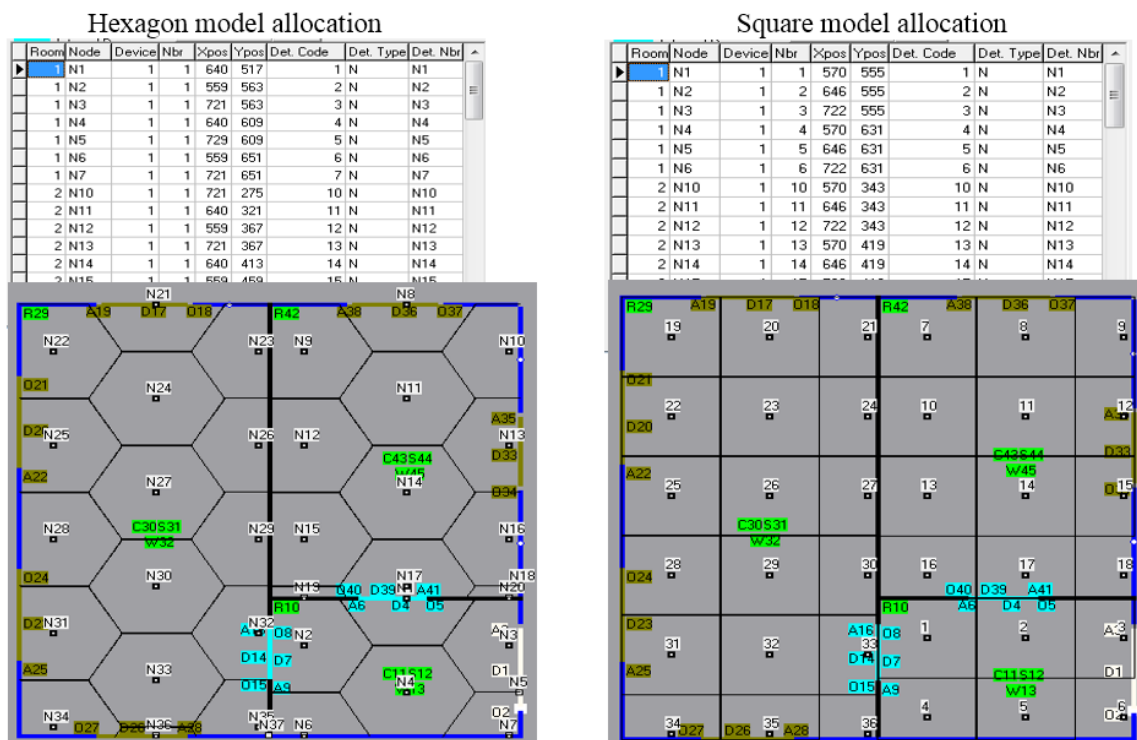 Hexagon model allocation
Room Node Device Nbr Xpos Ypos Det. Code Det. Type Det. Nbr
1 N1 1 1 640 517 1 N N1
1 N2 1 1 559 563 2 N N2
1 N3 1 1 721 563 3 N N3
1 N4 1 1 640 609 4 N N4
1 N5 1 1 729 609 5 N N5
1 N6 1 1 559 651 6 N N6
1 N7 1 1 721 651 7 N N7
2 N10 1 1 721 275 10 N N10
2 N11 1 1 640 321 11 N N11
2 N12 1 1 559 367 12 N N12
2 N13 1 1 721 367 13 N N13
2 N14 1 1 640 413 14 N N14
2 N15 1 1 559 459 15 N N15
N21 N8
R29 A19 D17 O18 R42 A38 D36 O37
N22 N23 N9 N10
O21 N24 N11
A35
N25 N26 N12 N13
C43S44 D33
A22 N27 W45 N14 O34
C30S31
N28 W32 N29 N15 N16
O24 N30 N17 N18
N19 O40 D39 A41 N20
R10 A6 D4 O5
N31 N32 O8 N2 N3
D14 D7 D1
A25 N33 C11S12 N5
O15 A9 N4 W13 O2
N34 O27 N36 A28 N35 N37 N6 N7
Square model allocation
Room Node Device Nbr Xpos Ypos Det. Code Det. Type Det. Nbr
1 N1 1 1 570 555 1 N N1
1 N2 1 2 646 555 2 N N2
1 N3 1 3 722 555 3 N N3
1 N4 1 4 570 631 4 N N4
1 N5 1 5 646 631 5 N N5
1 N6 1 6 722 631 6 N N6
2 N10 1 10 570 343 10 N N10
2 N11 1 11 646 343 11 N N11
2 N12 1 12 722 343 12 N N12
2 N13 1 13 570 419 13 N N13
2 N14 1 14 646 419 14 N N14
R29 A19 D17 O18 R42 A38 D36 O37
19 20 21 7 8 9
O21
22 23 24 10 11 12
D20
C43S44 D33
A22 W45
25 26 27 13 14 15
C30S31
W32
28 29 30 16 17 18
O24 O40 D39 A41
R10 A6 D4 O5
D23 A16 O8 1 2 3
31 32 33 D7 D1
A25 D14 C11S12
O15 A9 W13
34 O27 D26 35 A28 36 4 5 6
O2